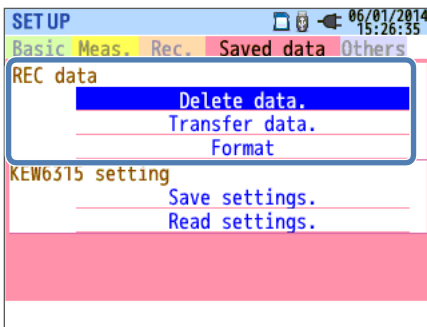 SET UP 06/01/2014
15:26:35
Basic Meas. Rec. Saved data Others
REC data
Delete data.
Transfer data.
Format
KEW6315 setting
Save settings.
Read settings.